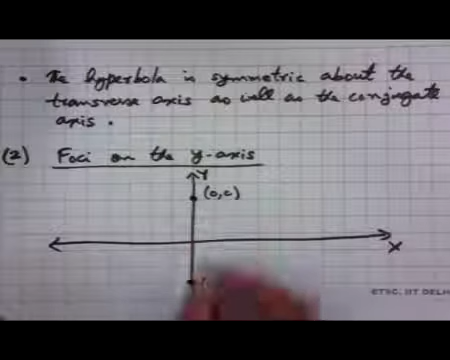 • The hyperbola is symmetric about the
transverse axis as well as the conjugate
axis.
(2) Foci on the y-axis
Y
(0,c)
X
ETSC, IIT DELH